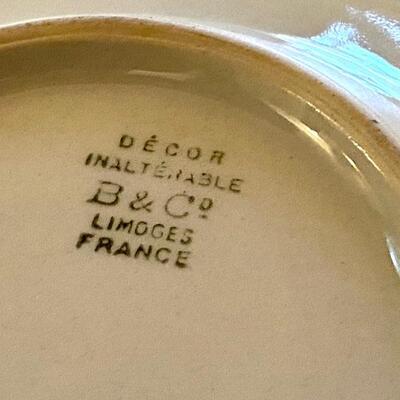 DÉCOR
INALTÉRABLE
B & Cº
LIMOGES
FRANCE